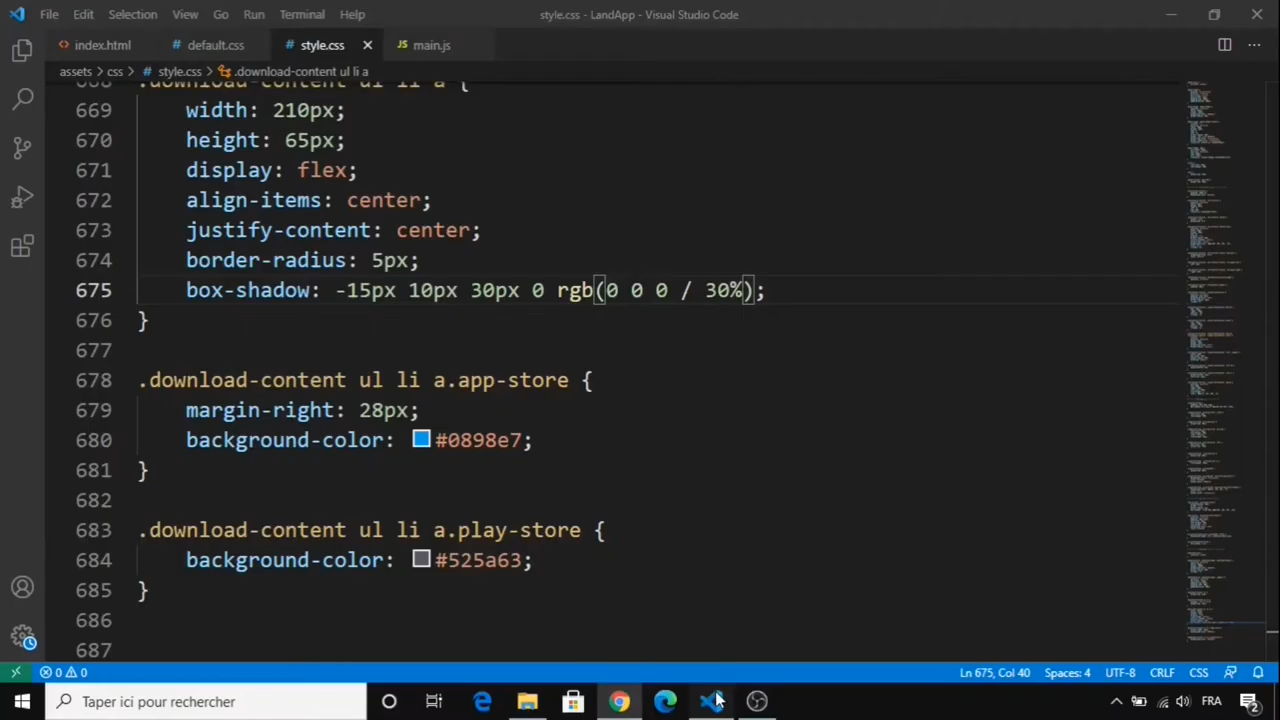 File Edit Selection View Go Run Terminal Help style.css - LandApp - Visual Studio Code
index.html default.css style.css JS main.js
assets > css > # style.css > .download-content ul li a
668 .download-content ul li a {
669 width: 210px;
670 height: 65px;
671 display: flex;
672 align-items: center;
673 justify-content: center;
674 border-radius: 5px;
675 box-shadow: -15px 10px 30px 0 rgb(0 0 0 / 30%);
676 }
677
678 .download-content ul li a.app-store {
679 margin-right: 28px;
680 background-color: #0898e7;
681 }
682
683 .download-content ul li a.play-store {
684 background-color: #525a63;
685 }
686
687
0 0 Ln 675, Col 40 Spaces: 4 UTF-8 CRLF CSS
Taper ici pour rechercher FRA 2